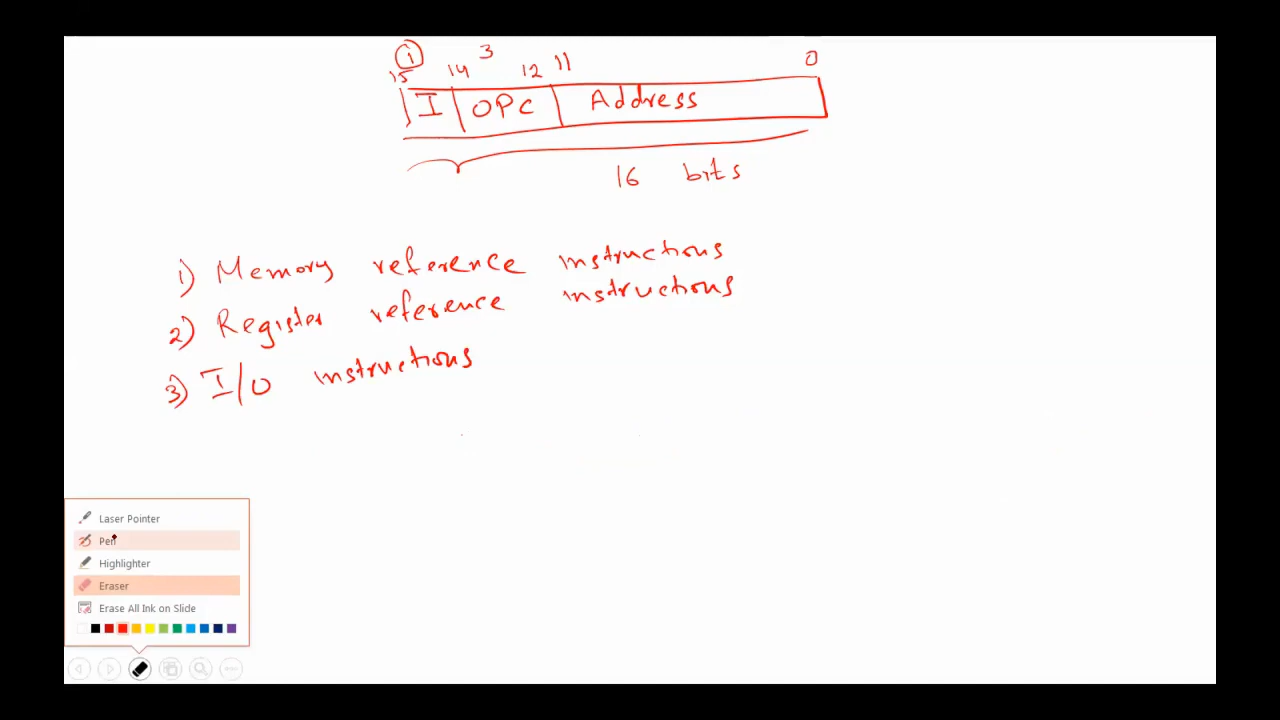 1
3
15 14 12 11 0
I OPC Address
16 bits
1) Memory reference instructions
2) Register reference instructions
3) I/O instructions
Laser Pointer
Pen
Highlighter
Eraser
Erase All Ink on Slide